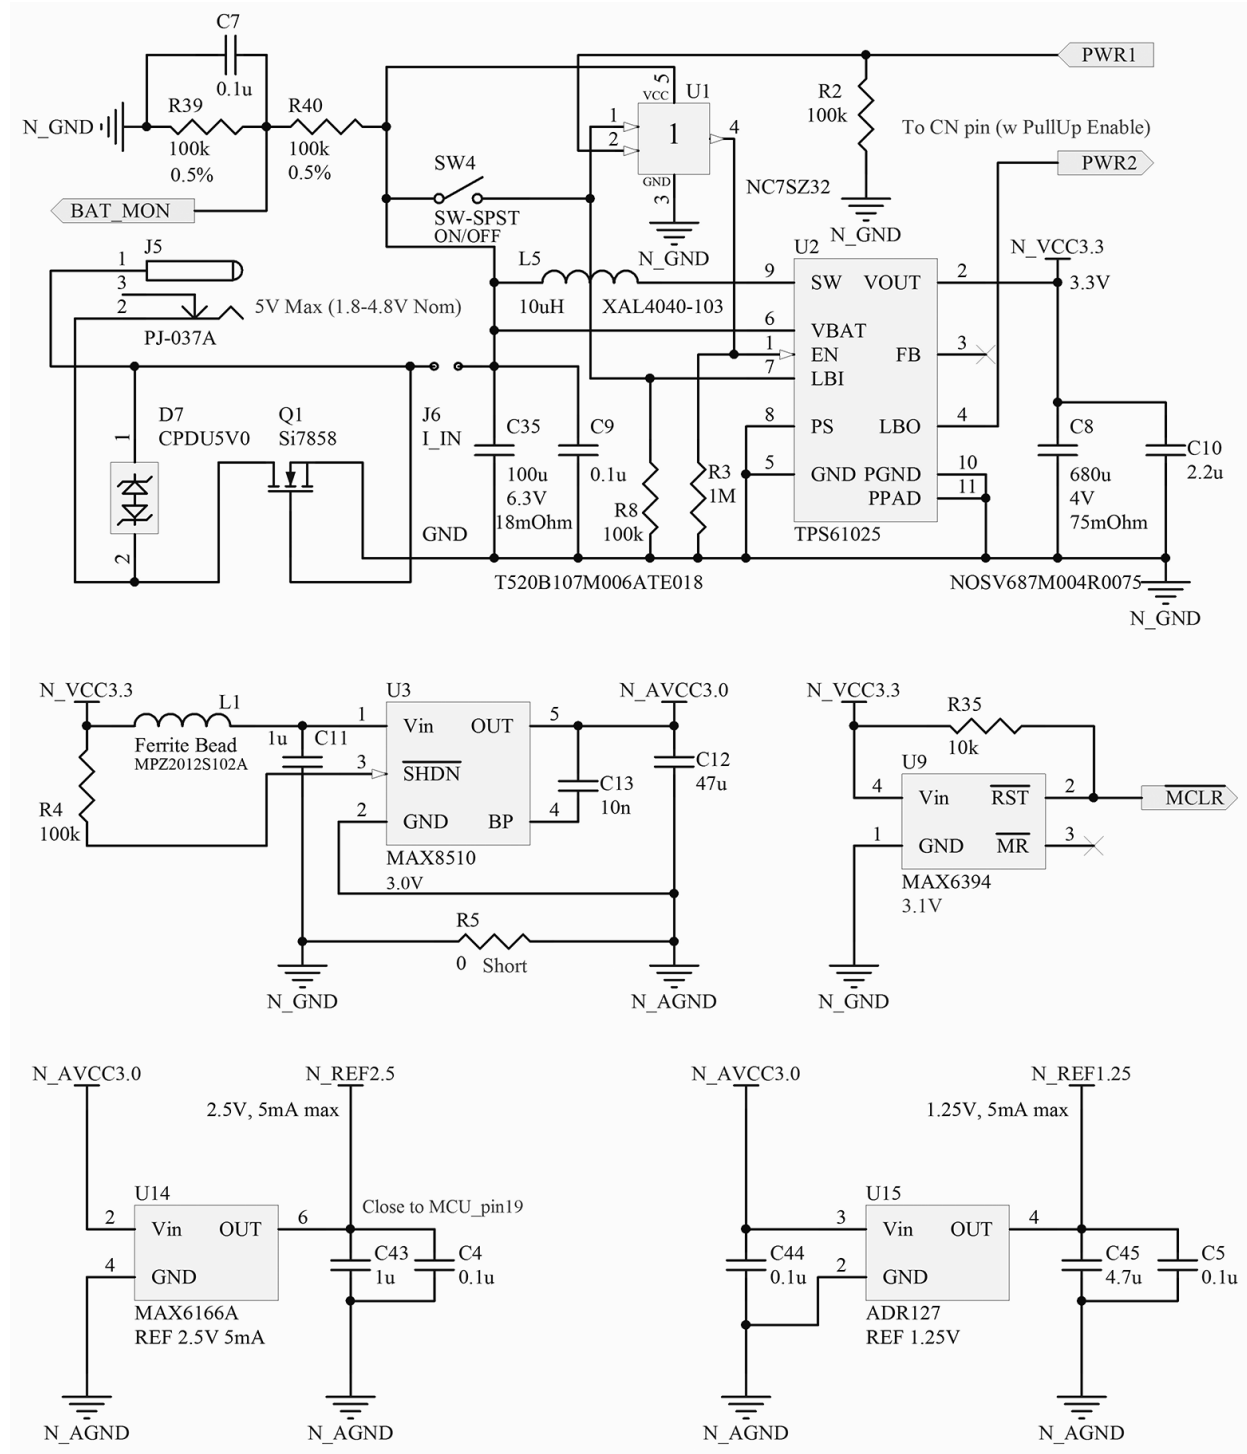 C7
0.1u
N_GND
R39
100k
0.5%
R40
100k
0.5%
BAT_MON
SW4
SW-SPST
ON/OFF
5
VCC
U1
1
2
1
4
GND
3
N_GND
NC7SZ32
R2
100k
N_GND
PWR1
To CN pin (w PullUp Enable)
PWR2
J5
1
3
2
PJ-037A
5V Max (1.8-4.8V Nom)
L5
10uH
XAL4040-103
U2
9
SW
VOUT
2
6
VBAT
1
EN
FB
3
7
LBI
8
PS
LBO
4
5
GND
PGND
10
PPAD
11
TPS61025
N_VCC3.3
3.3V
D7
CPDU5V0
1
2
Q1
Si7858
J6
I_IN
GND
C35
100u
6.3V
18mOhm
C9
0.1u
R8
100k
R3
1M
T520B107M006ATE018
C8
680u
4V
75mOhm
C10
2.2u
NOSV687M004R0075
N_GND
N_VCC3.3
L1
Ferrite Bead
MPZ2012S102A
R4
100k
1u
C11
U3
1
Vin
OUT
5
3
SHDN
2
GND
BP
4
MAX8510
3.0V
C13
10n
N_AVCC3.0
C12
47u
R5
0
Short
N_GND
N_AGND
N_VCC3.3
R35
10k
U9
4
Vin
RST
2
1
GND
MR
3
MAX6394
3.1V
MCLR
N_GND
N_AVCC3.0
N_REF2.5
2.5V, 5mA max
U14
2
Vin
OUT
6
4
GND
MAX6166A
REF 2.5V 5mA
Close to MCU_pin19
C43
1u
C4
0.1u
N_AGND
N_AGND
N_AVCC3.0
N_REF1.25
1.25V, 5mA max
U15
3
Vin
OUT
4
2
GND
ADR127
REF 1.25V
C44
0.1u
C45
4.7u
C5
0.1u
N_AGND
N_AGND